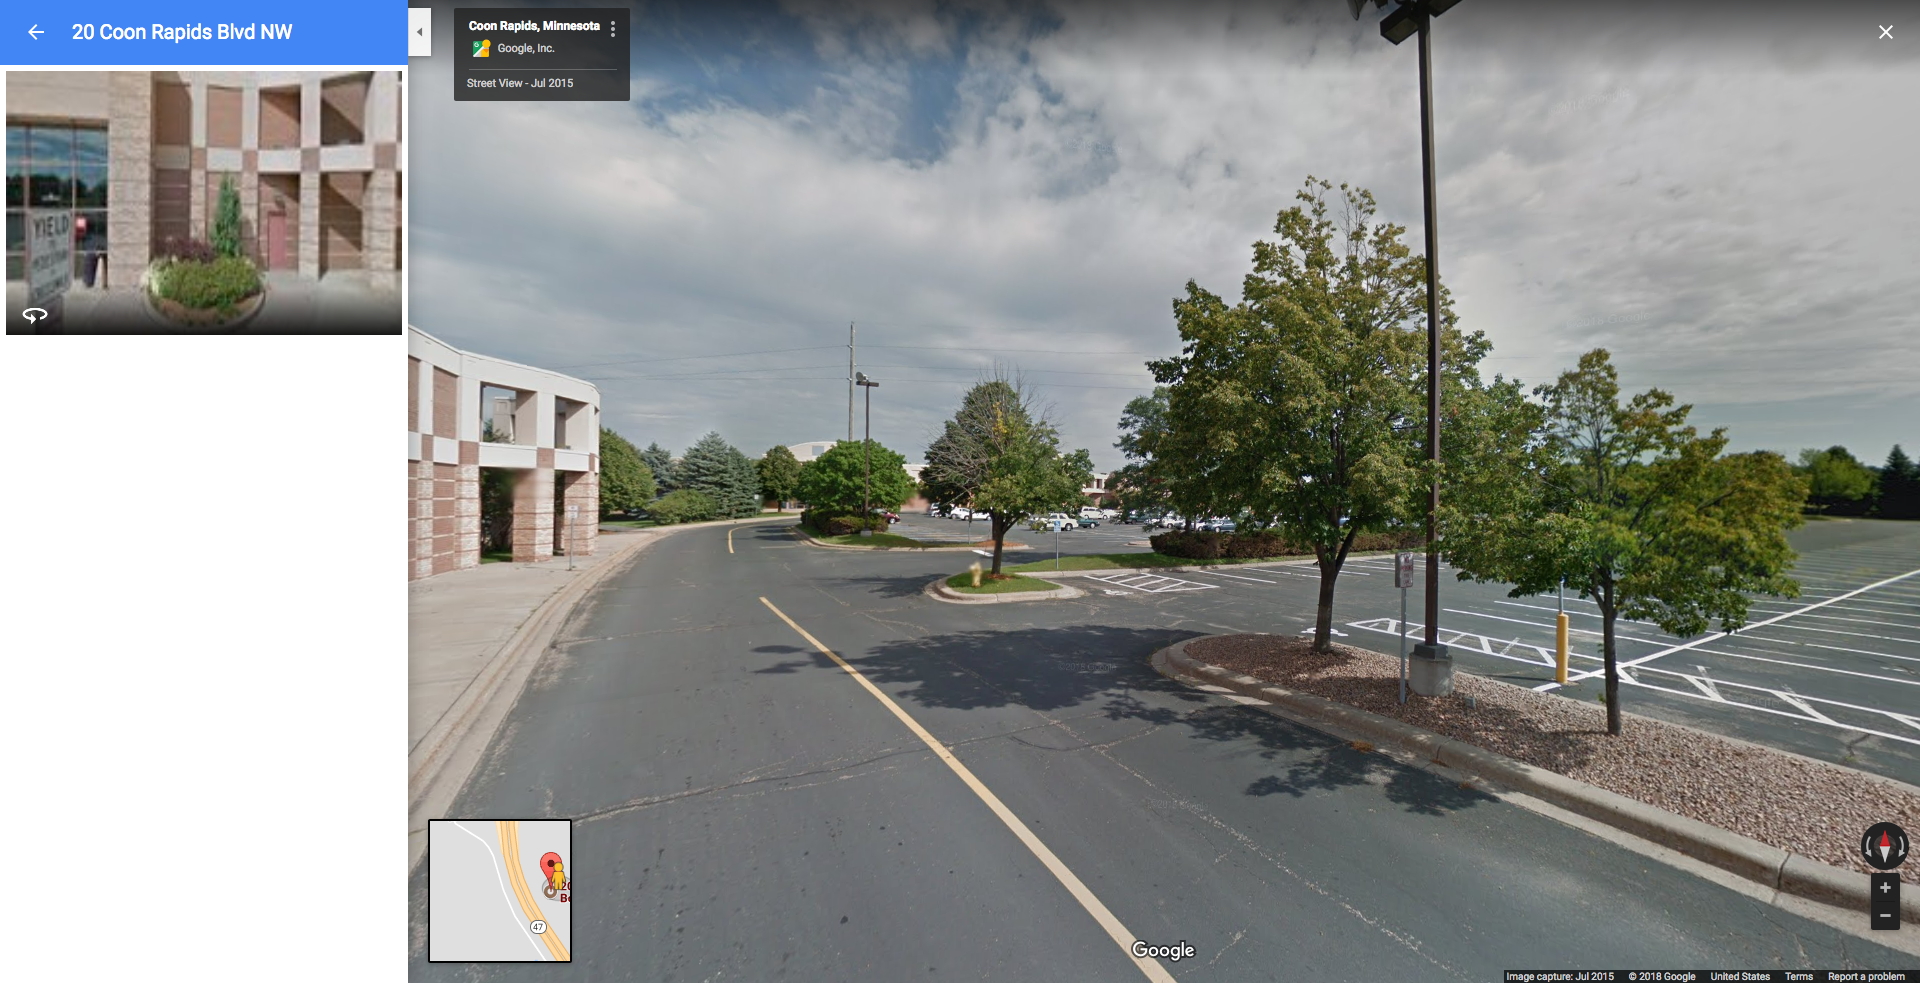 20 Coon Rapids Blvd NW
YIELD
Coon Rapids, Minnesota
Google, Inc.
Street View - Jul 2015
20
47
Google
Image capture: Jul 2015 © 2018 Google United States Terms Report a problem